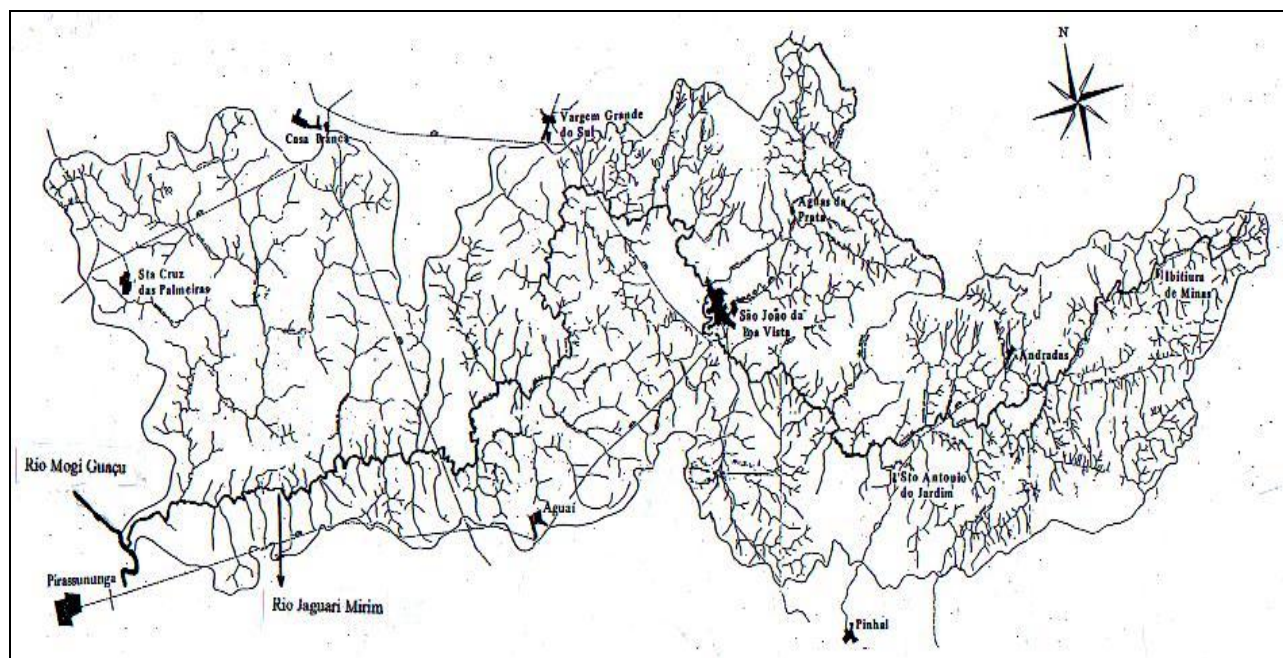 N
Vargem Grande
do Sul
Casa Branca
Aguas da
Prata
Sta Cruz
das Palmeiras
Ibitiura
de Minas
São João da
Boa Vista
Andradas
Rio Mogi Guaçu
Sto Antonio
do Jardim
Aguaí
Pirassununga
Rio Jaguari Mirim
Pinhal